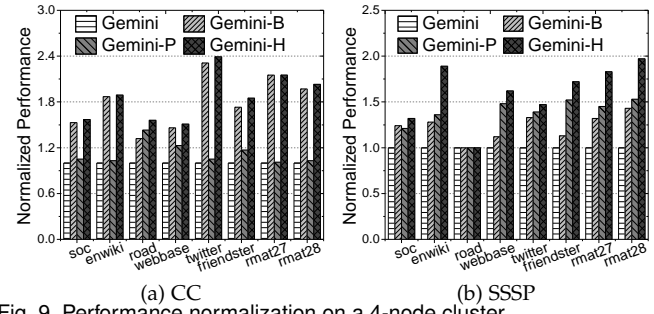 3.0
2.4
1.8
1.2
0.6
0.0
Normalized Performance
Gemini
Gemini-B
Gemini-P
Gemini-H
soc
enwiki
road
webbase
twitter
friendster
rmat27
rmat28
(a) CC
2.5
2.0
1.5
1.0
0.5
0.0
Normalized Performance
Gemini
Gemini-B
Gemini-P
Gemini-H
soc
enwiki
road
webbase
twitter
friendster
rmat27
rmat28
(b) SSSP
Fig. 9. Performance normalization on a 4-node cluster